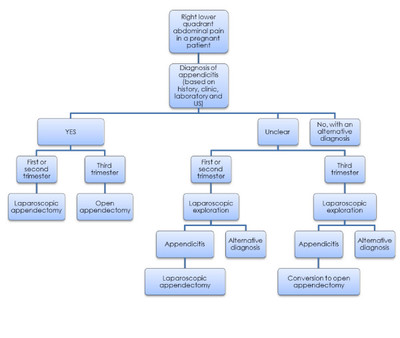 Right lower
quadrant
abdominal pain
in a pregnant
patient
Diagnosis of
appendicitis
(based on
history, clinic,
laboratory and
US)
YES
Unclear
No, with an
alternative
diagnosis
First or
second
trimester
Third
trimester
First or
second
trimester
Third
trimester
Laparoscopic
appendectomy
Open
appendectomy
Laparoscopic
exploration
Laparoscopic
exploration
Appendicitis
Alternative
diagnosis
Appendicitis
Alternative
diagnosis
Laparoscopic
appendectomy
Conversion to open
appendectomy